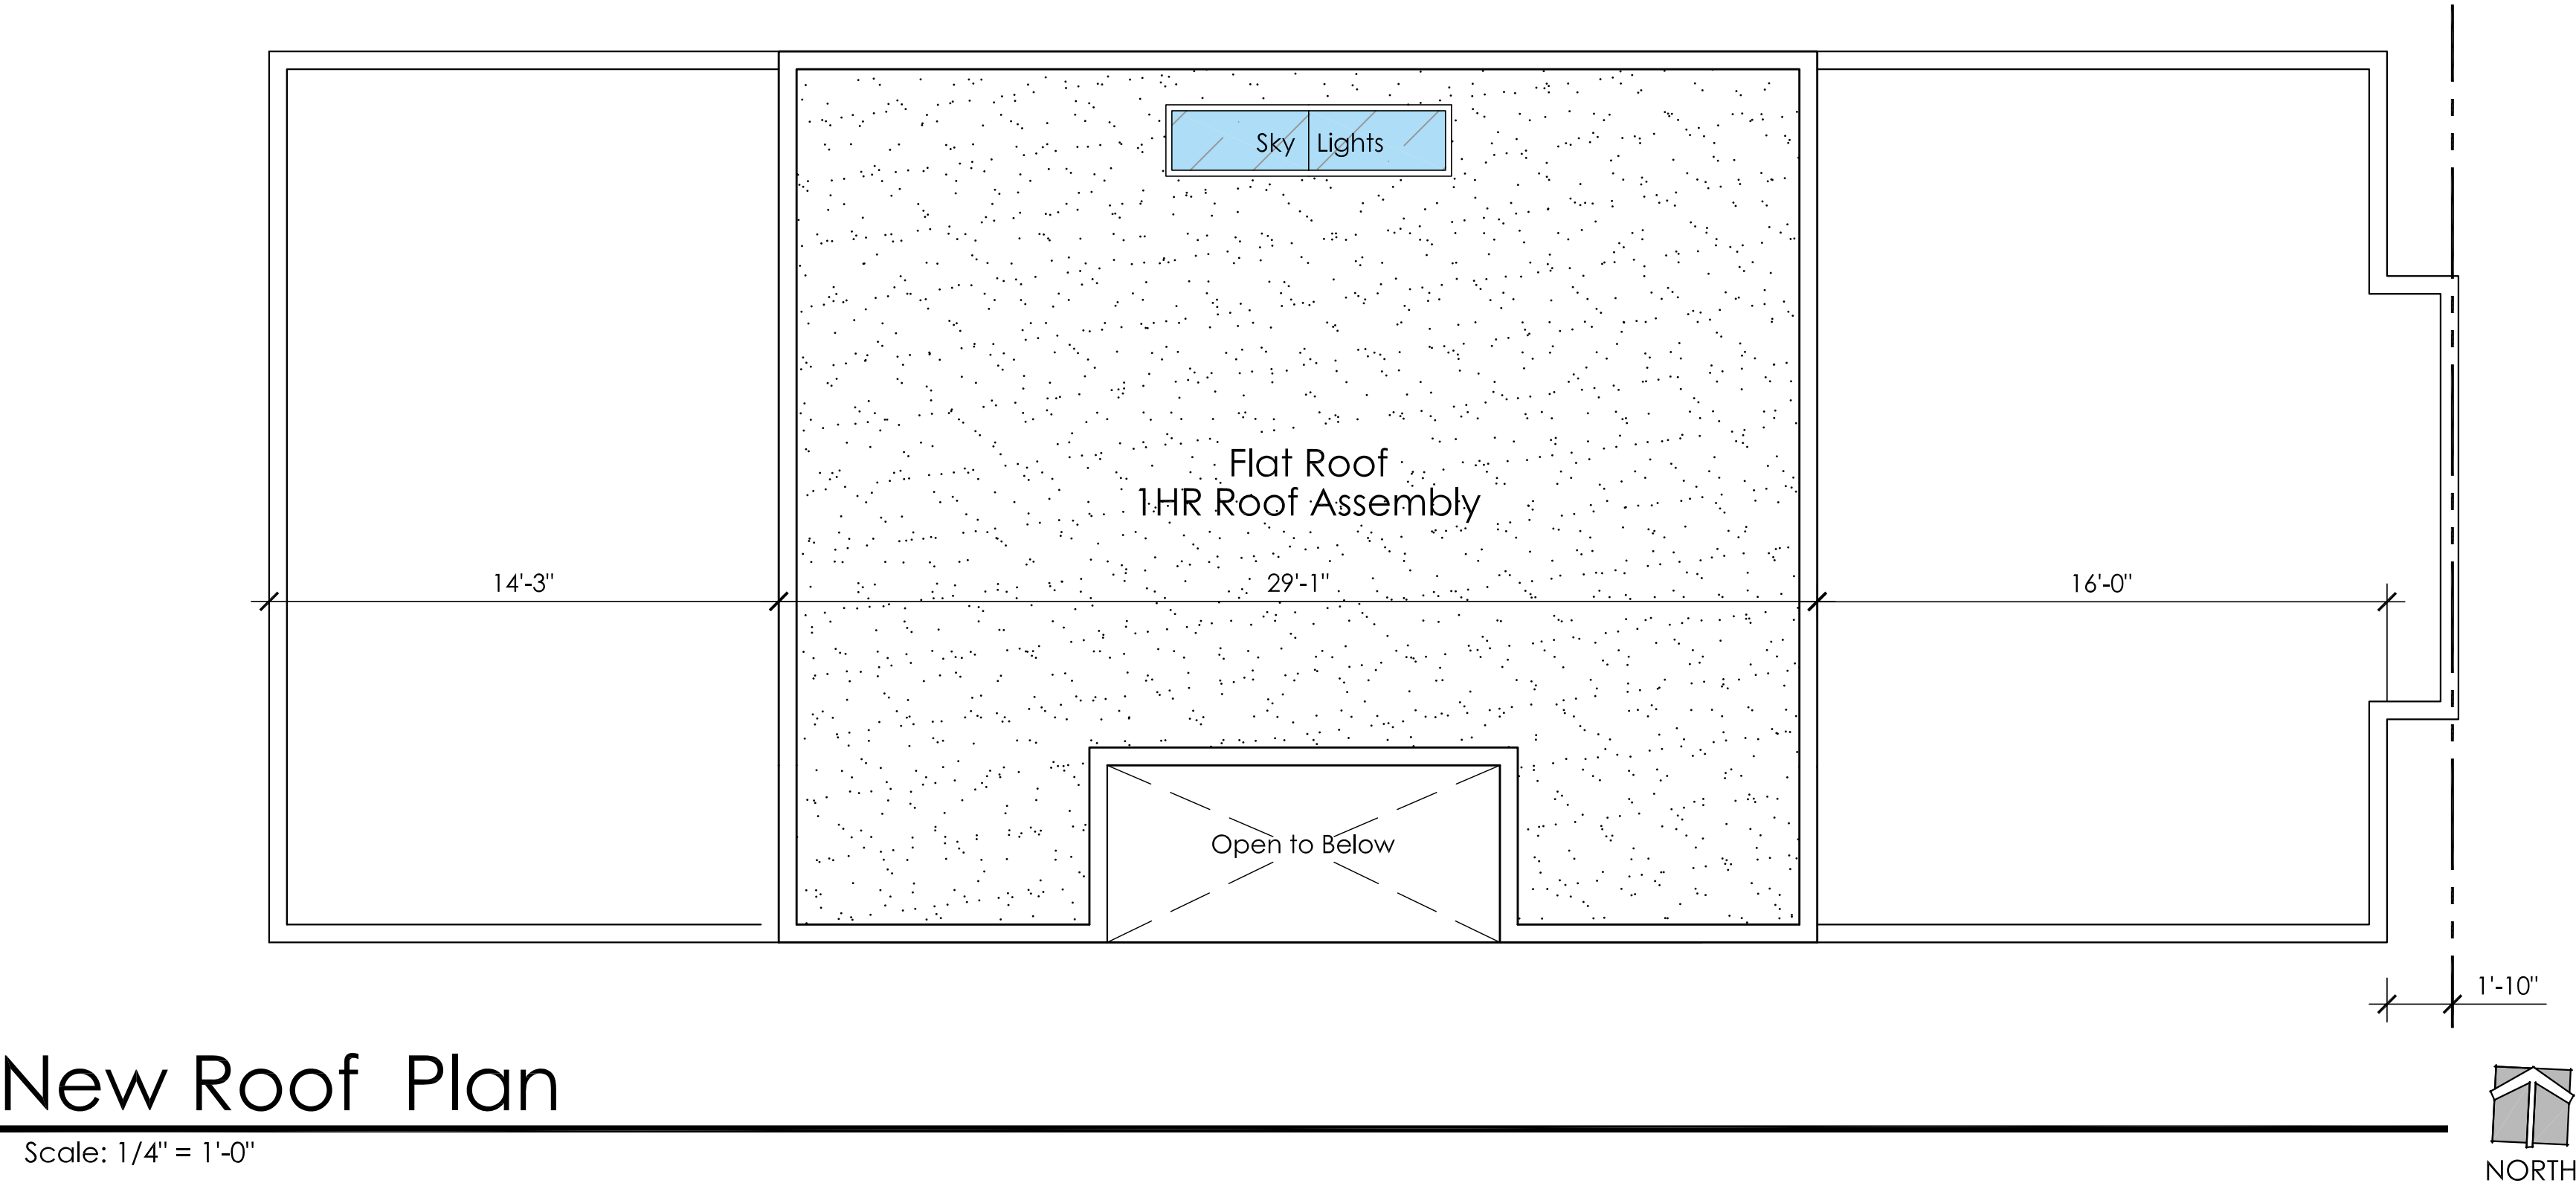 Sky Lights
Flat Roof
1HR Roof Assembly
14'-3"
29'-1"
16'-0"
Open to Below
1'-10"
New Roof Plan
Scale: 1/4" = 1'-0"
NORTH